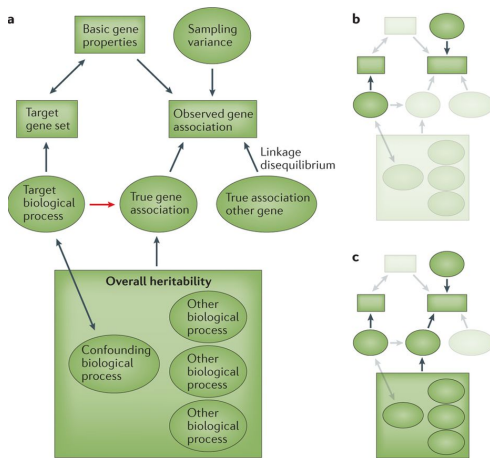 a
Basic gene
properties
Sampling
variance
b
Target
gene set
Observed gene
association
Linkage
disequilibrium
Target
biological
process
True gene
association
True association
other gene
Overall heritability
Confounding
biological
process
Other
biological
process
Other
biological
process
Other
biological
process
c